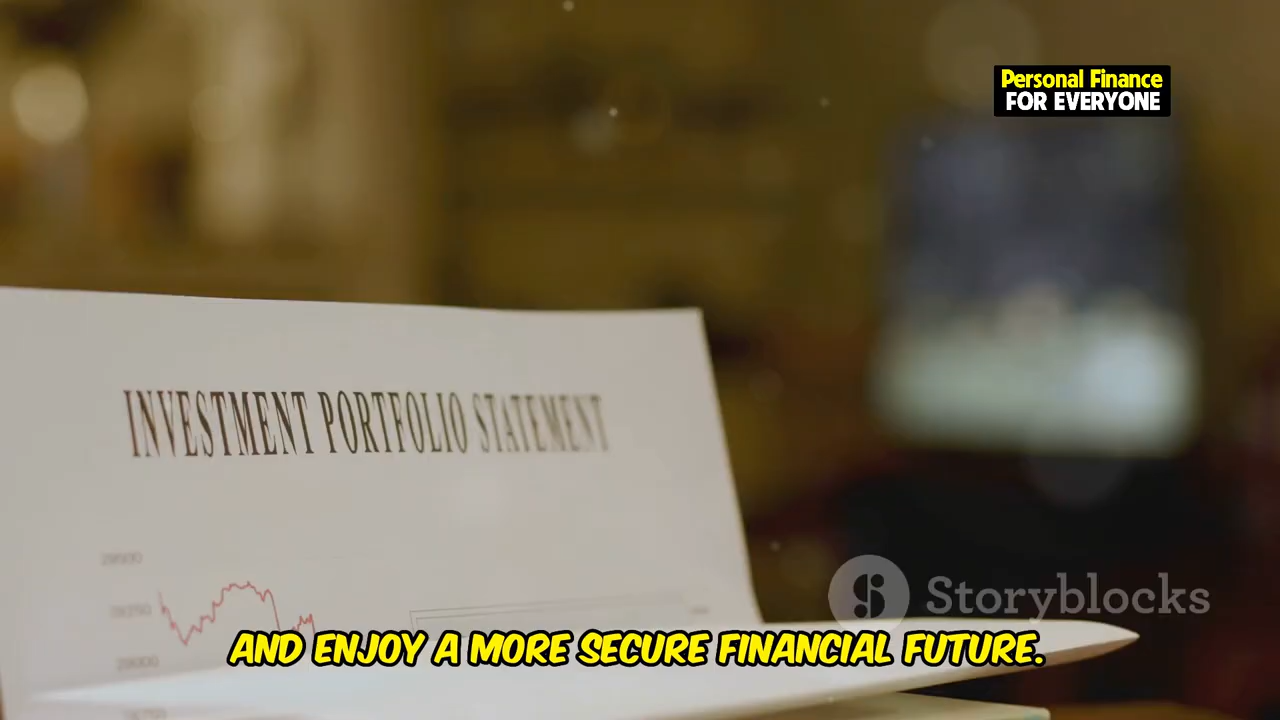 Personal Finance
FOR EVERYONE
INVESTMENT PORTFOLIO STATEMENT
Storyblocks
AND ENJOY A MORE SECURE FINANCIAL FUTURE.